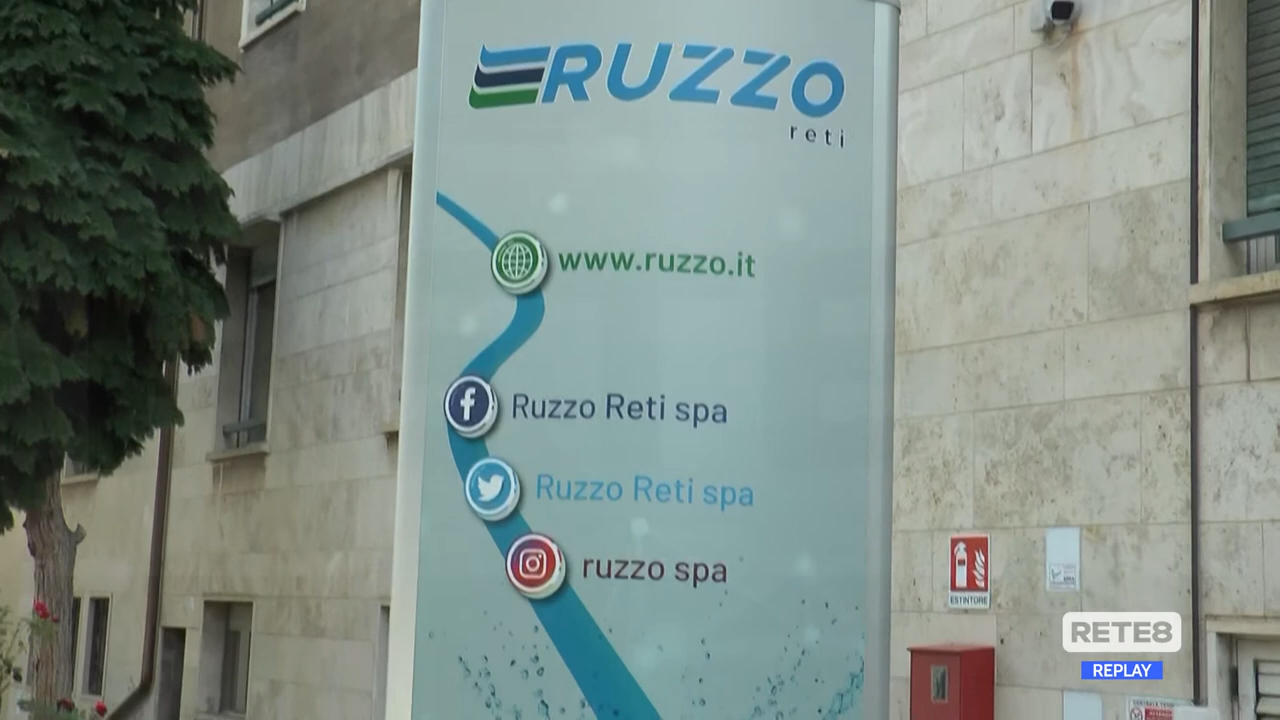 RUZZO
reti
www.ruzzo.it
Ruzzo Reti spa
Ruzzo Reti spa
ruzzo spa
ESTINTORE
RETE8
REPLAY